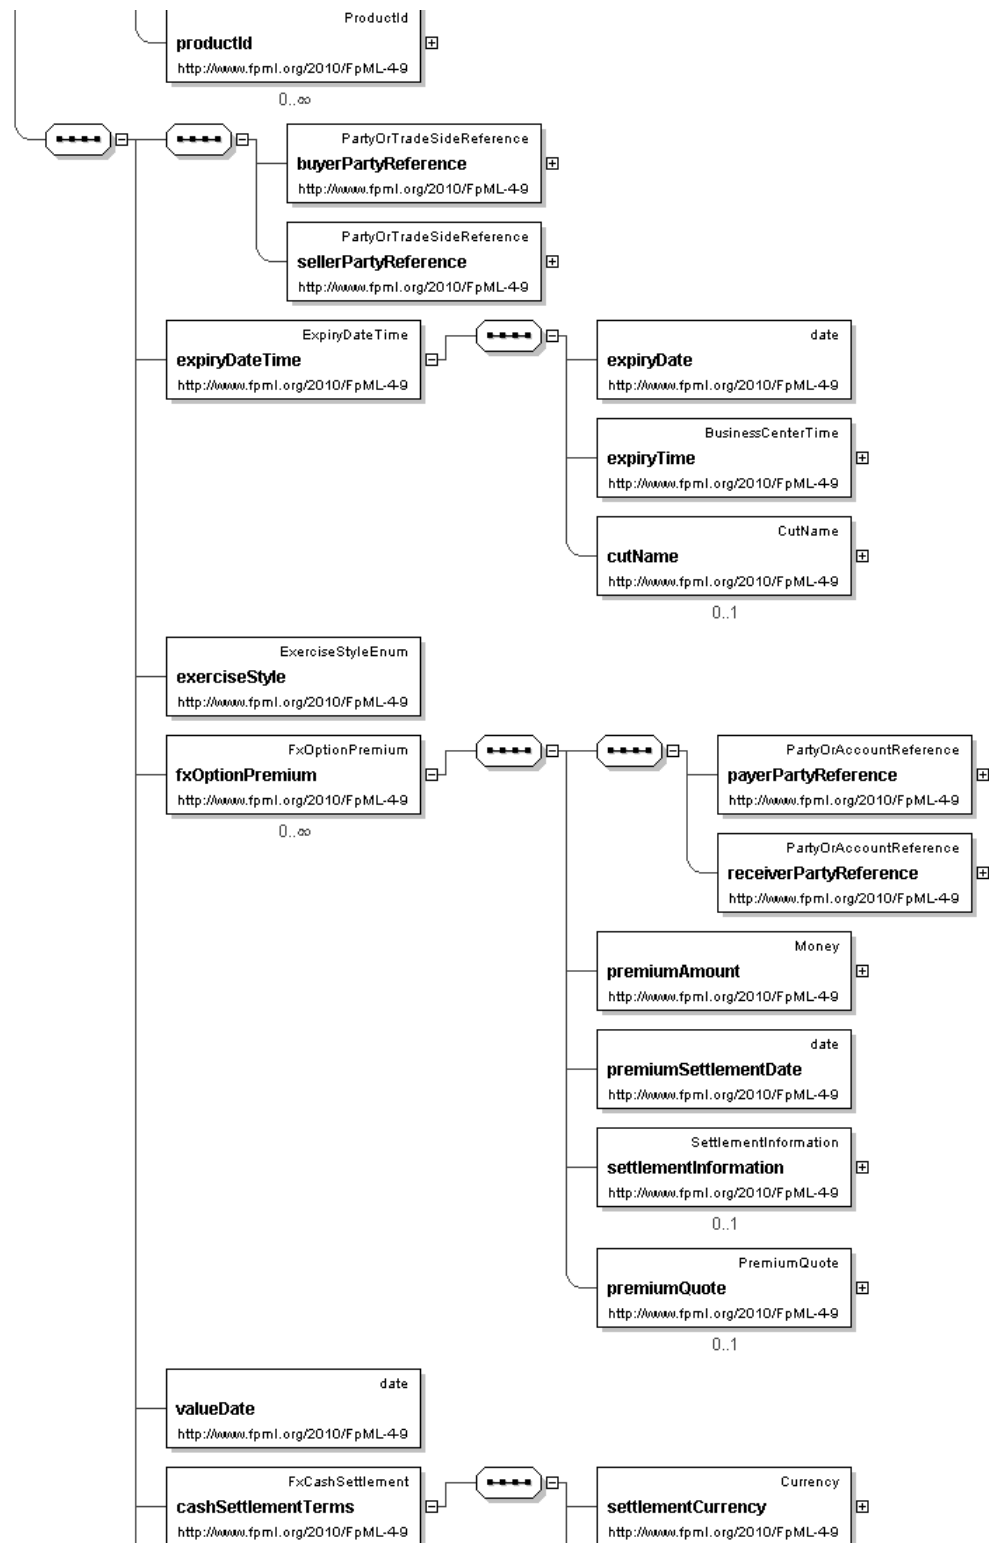 ProductId
productId
http://www.fpml.org/2010/FpML-4-9
0..∞
PartyOrTradeSideReference
buyerPartyReference
http://www.fpml.org/2010/FpML-4-9
PartyOrTradeSideReference
sellerPartyReference
http://www.fpml.org/2010/FpML-4-9
ExpiryDateTime
expiryDateTime
http://www.fpml.org/2010/FpML-4-9
date
expiryDate
http://www.fpml.org/2010/FpML-4-9
BusinessCenterTime
expiryTime
http://www.fpml.org/2010/FpML-4-9
CutName
cutName
http://www.fpml.org/2010/FpML-4-9
0..1
ExerciseStyleEnum
exerciseStyle
http://www.fpml.org/2010/FpML-4-9
FxOptionPremium
fxOptionPremium
http://www.fpml.org/2010/FpML-4-9
0..∞
PartyOrAccountReference
payerPartyReference
http://www.fpml.org/2010/FpML-4-9
PartyOrAccountReference
receiverPartyReference
http://www.fpml.org/2010/FpML-4-9
Money
premiumAmount
http://www.fpml.org/2010/FpML-4-9
date
premiumSettlementDate
http://www.fpml.org/2010/FpML-4-9
SettlementInformation
settlementInformation
http://www.fpml.org/2010/FpML-4-9
0..1
PremiumQuote
premiumQuote
http://www.fpml.org/2010/FpML-4-9
0..1
date
valueDate
http://www.fpml.org/2010/FpML-4-9
FxCashSettlement
cashSettlementTerms
http://www.fpml.org/2010/FpML-4-9
Currency
settlementCurrency
http://www.fpml.org/2010/FpML-4-9